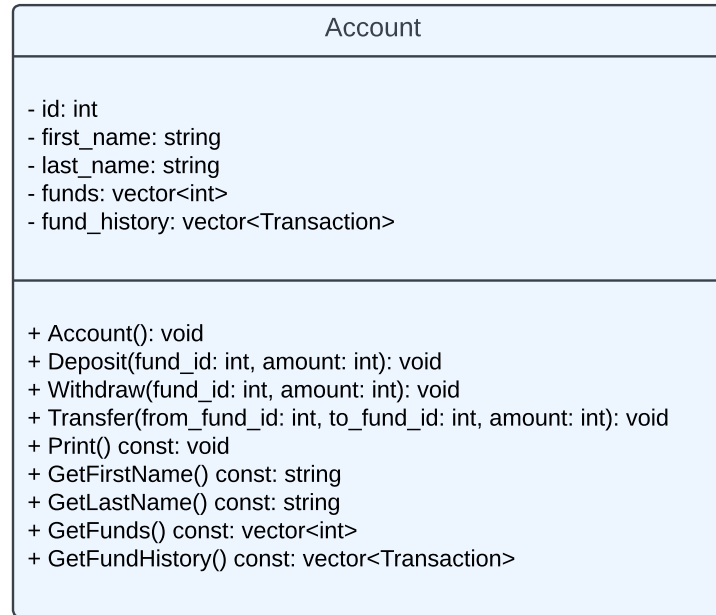 Account
- id: int
- first_name: string
- last_name: string
- funds: vector<int>
- fund_history: vector<Transaction>
+ Account(): void
+ Deposit(fund_id: int, amount: int): void
+ Withdraw(fund_id: int, amount: int): void
+ Transfer(from_fund_id: int, to_fund_id: int, amount: int): void
+ Print() const: void
+ GetFirstName() const: string
+ GetLastName() const: string
+ GetFunds() const: vector<int>
+ GetFundHistory() const: vector<Transaction>